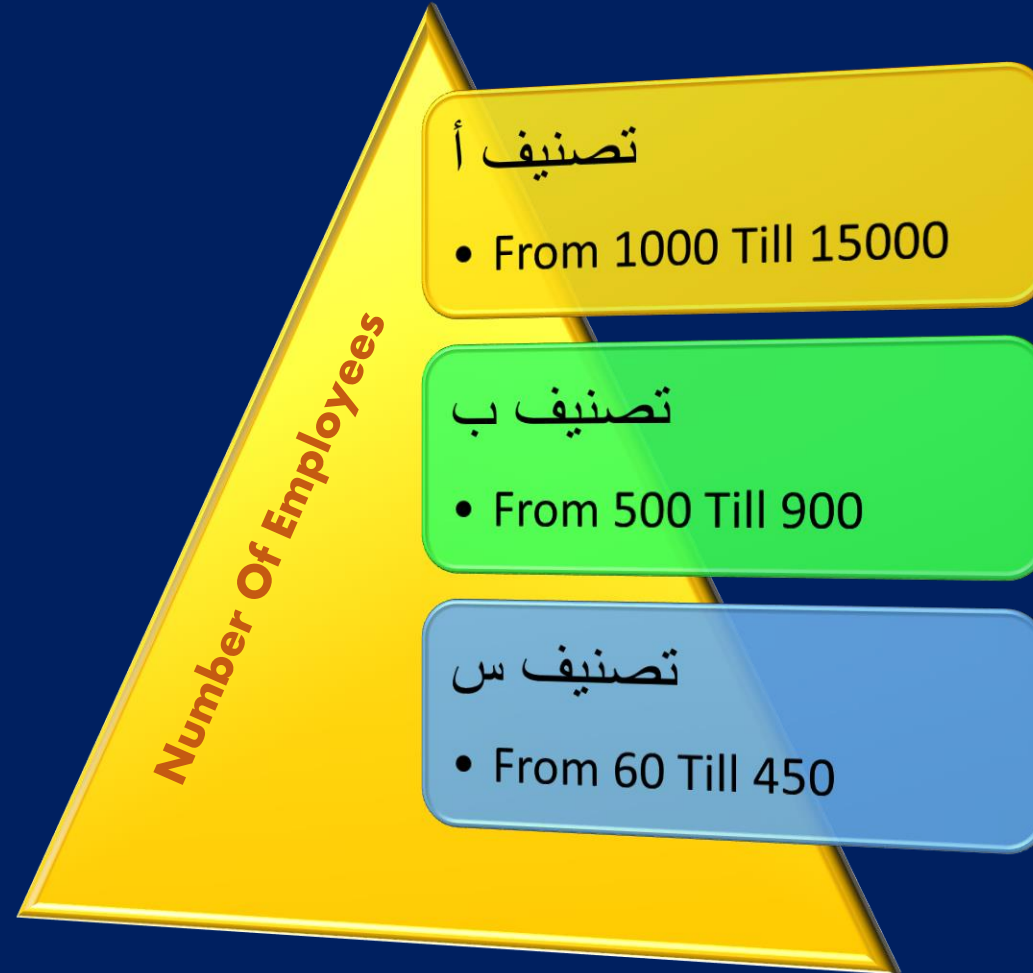 Number Of Employees
تصنيف أ
• From 1000 Till 15000
تصنيف ب
• From 500 Till 900
تصنيف س
• From 60 Till 450